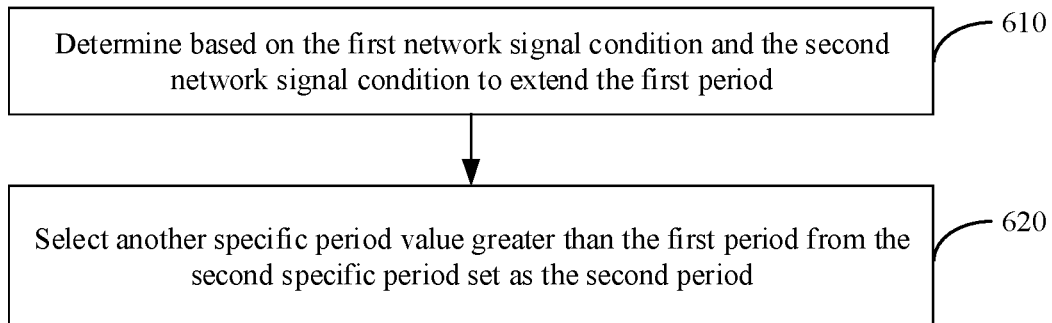 Determine based on the first network signal condition and the second
network signal condition to extend the first period
610
Select another specific period value greater than the first period from the
second specific period set as the second period
620